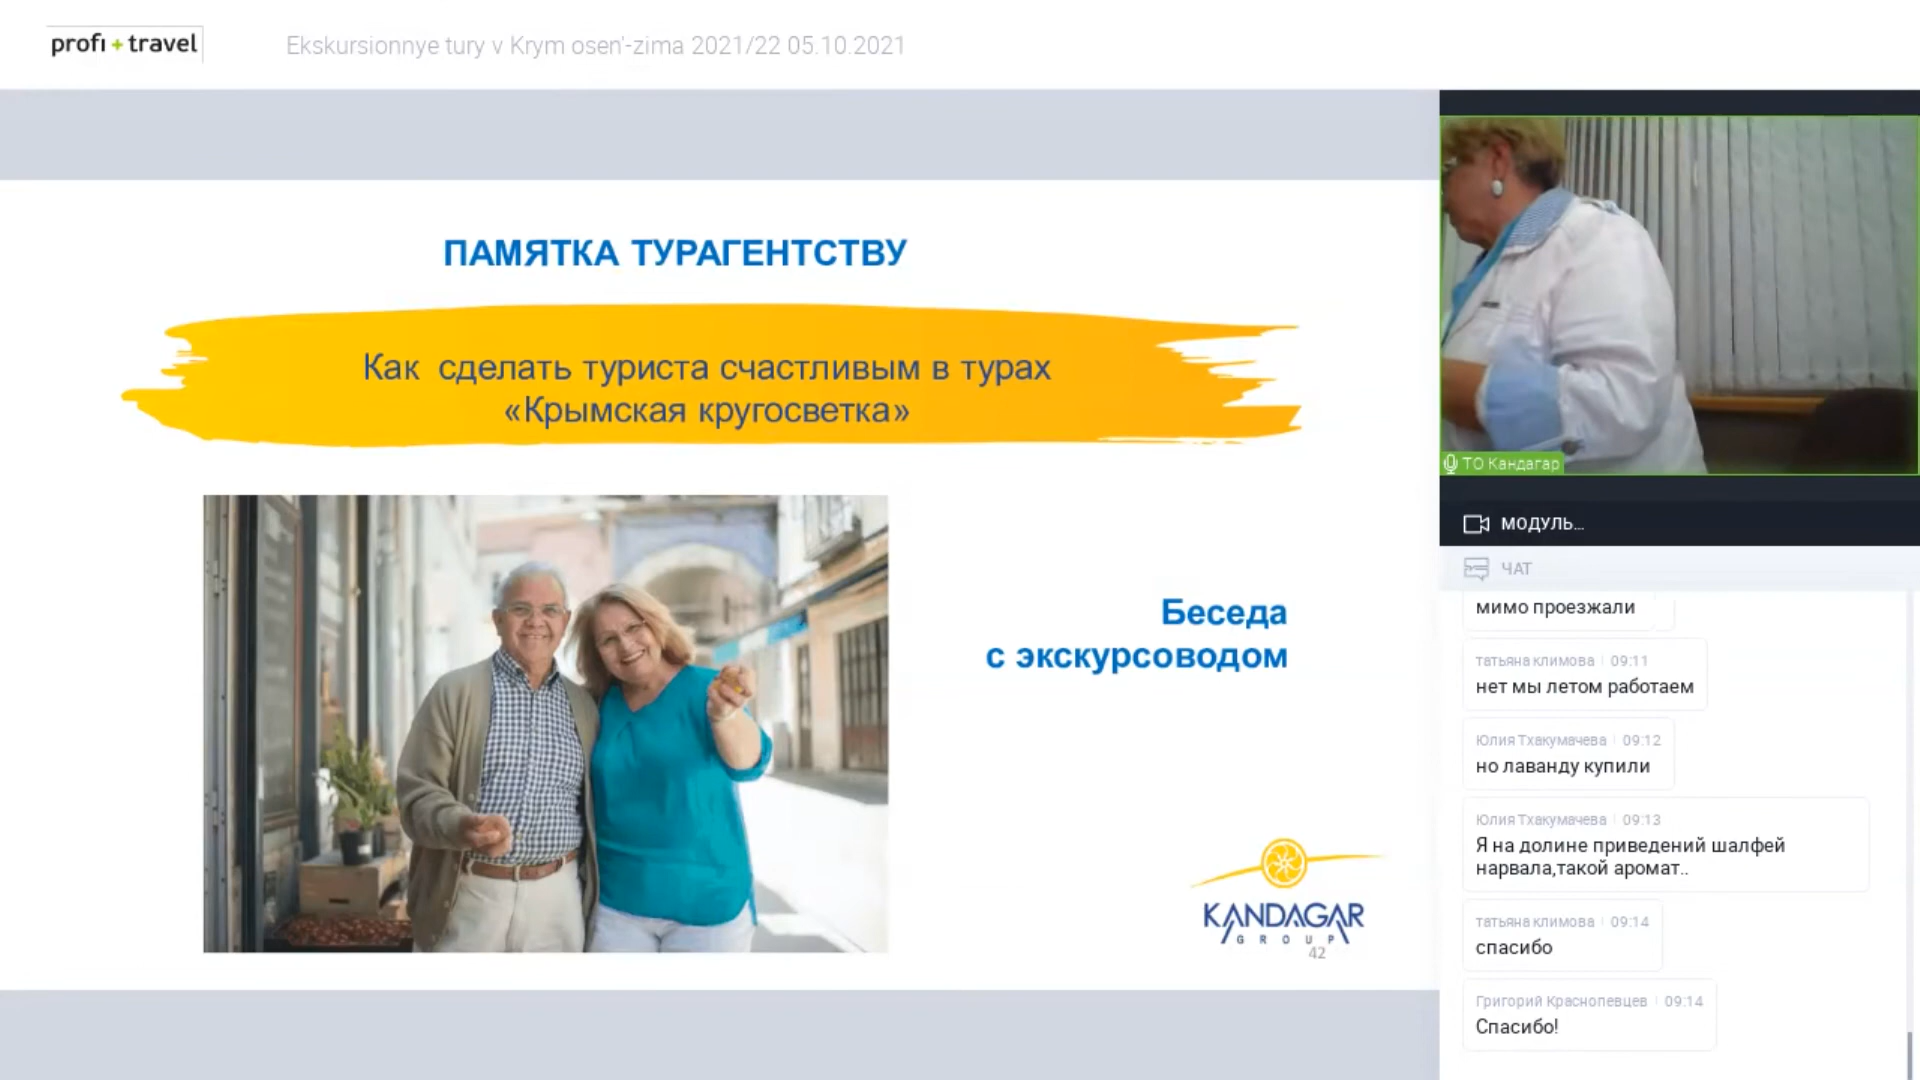 profi + travel
Ekskursionnye tury v Krym osen'-zima 2021/22 05.10.2021
ПАМЯТКА ТУРАГЕНТСТВУ
Как сделать туриста счастливым в турах
«Крымская кругосветка»
Беседа
с экскурсоводом
KANDAGAR
GROUP
42
ТО Кандагар
МОДУЛЬ...
ЧАТ
мимо проезжали
татьяна климова 09:11
нет мы летом работаем
Юлия Тхакумачева 09:12
но лаванду купили
Юлия Тхакумачева 09:13
Я на долине приведений шалфей
нарвала,такой аромат..
татьяна климова 09:14
спасибо
Григорий Краснопевцев 09:14
Спасибо!